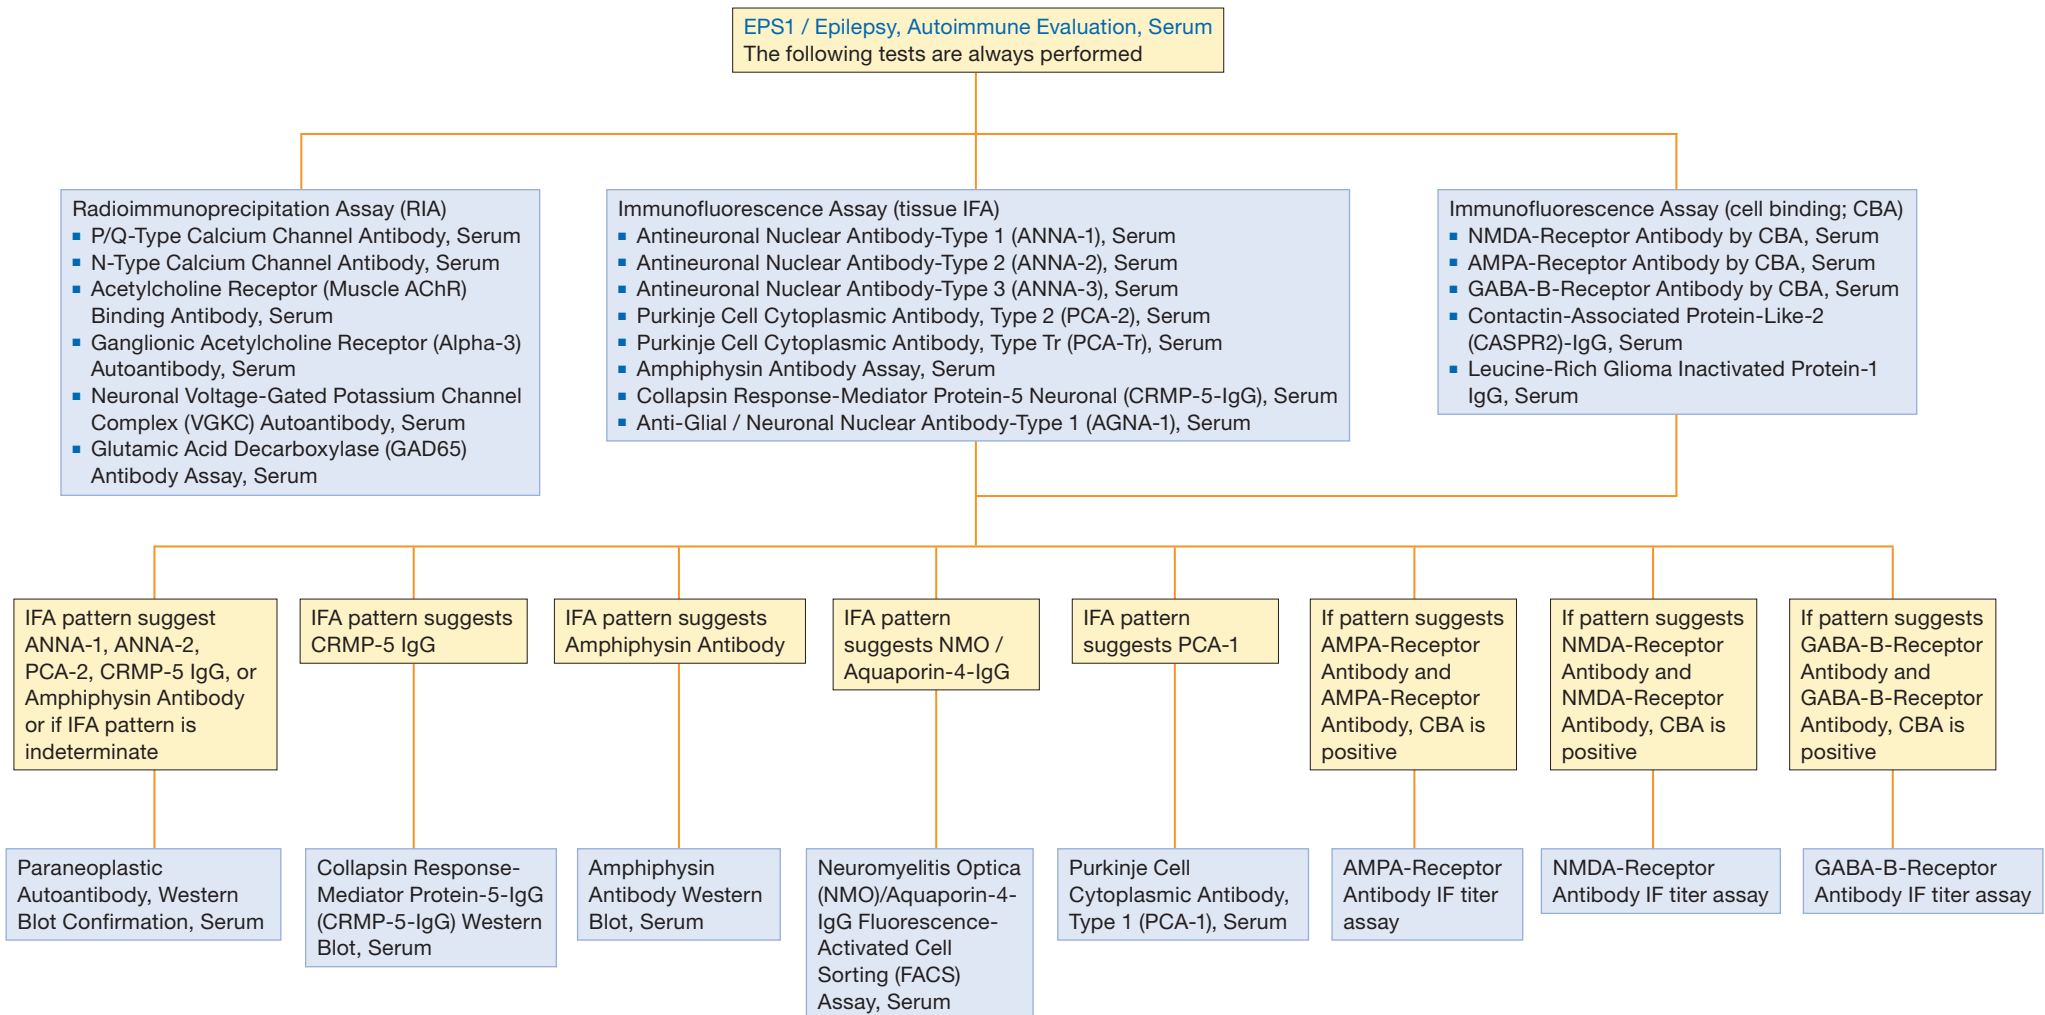 EPS1 / Epilepsy, Autoimmune Evaluation, Serum
The following tests are always performed
Radioimmunoprecipitation Assay (RIA)
▪ P/Q-Type Calcium Channel Antibody, Serum
▪ N-Type Calcium Channel Antibody, Serum
▪ Acetylcholine Receptor (Muscle AChR)
Binding Antibody, Serum
▪ Ganglionic Acetylcholine Receptor (Alpha-3)
Autoantibody, Serum
▪ Neuronal Voltage-Gated Potassium Channel
Complex (VGKC) Autoantibody, Serum
▪ Glutamic Acid Decarboxylase (GAD65)
Antibody Assay, Serum
Immunofluorescence Assay (tissue IFA)
▪ Antineuronal Nuclear Antibody-Type 1 (ANNA-1), Serum
▪ Antineuronal Nuclear Antibody-Type 2 (ANNA-2), Serum
▪ Antineuronal Nuclear Antibody-Type 3 (ANNA-3), Serum
▪ Purkinje Cell Cytoplasmic Antibody, Type 2 (PCA-2), Serum
▪ Purkinje Cell Cytoplasmic Antibody, Type Tr (PCA-Tr), Serum
▪ Amphiphysin Antibody Assay, Serum
▪ Collapsin Response-Mediator Protein-5 Neuronal (CRMP-5-IgG), Serum
▪ Anti-Glial / Neuronal Nuclear Antibody-Type 1 (AGNA-1), Serum
Immunofluorescence Assay (cell binding; CBA)
▪ NMDA-Receptor Antibody by CBA, Serum
▪ AMPA-Receptor Antibody by CBA, Serum
▪ GABA-B-Receptor Antibody by CBA, Serum
▪ Contactin-Associated Protein-Like-2
(CASPR2)-IgG, Serum
▪ Leucine-Rich Glioma Inactivated Protein-1
IgG, Serum
IFA pattern suggest
ANNA-1, ANNA-2,
PCA-2, CRMP-5 IgG, or
Amphiphysin Antibody
or if IFA pattern is
indeterminate
IFA pattern suggests
CRMP-5 IgG
IFA pattern suggests
Amphiphysin Antibody
IFA pattern
suggests NMO /
Aquaporin-4-IgG
IFA pattern
suggests PCA-1
If pattern suggests
AMPA-Receptor
Antibody and
AMPA-Receptor
Antibody, CBA is
positive
If pattern suggests
NMDA-Receptor
Antibody and
NMDA-Receptor
Antibody, CBA is
positive
If pattern suggests
GABA-B-Receptor
Antibody and
GABA-B-Receptor
Antibody, CBA is
positive
Paraneoplastic
Autoantibody, Western
Blot Confirmation, Serum
Collapsin Response-
Mediator Protein-5-IgG
(CRMP-5-IgG) Western
Blot, Serum
Amphiphysin
Antibody Western
Blot, Serum
Neuromyelitis Optica
(NMO)/Aquaporin-4-
IgG Fluorescence-
Activated Cell
Sorting (FACS)
Assay, Serum
Purkinje Cell
Cytoplasmic Antibody,
Type 1 (PCA-1), Serum
AMPA-Receptor
Antibody IF titer
assay
NMDA-Receptor
Antibody IF titer assay
GABA-B-Receptor
Antibody IF titer assay